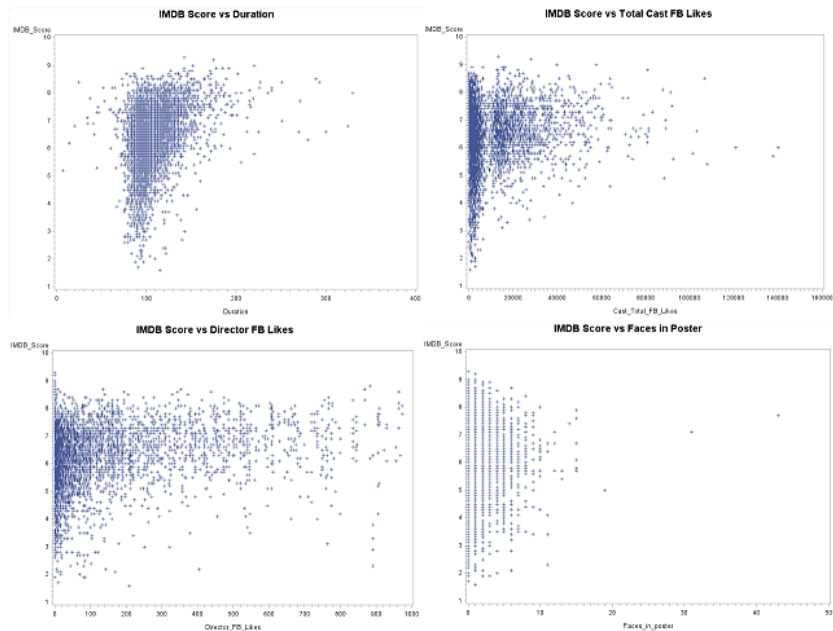 IMDB Score vs Duration
IMDB_Score
10
9
8
7
6
5
4
3
2
1
0 100 200 300 400
Duration
IMDB Score vs Total Cast FB Likes
IMDB_Score
10
9
8
7
6
5
4
3
2
1
0 20000 40000 60000 80000 100000 120000 140000 160000
Cast_Total_FB_Likes
IMDB Score vs Director FB Likes
IMDB_Score
10
9
8
7
6
5
4
3
2
1
0 100 200 300 400 500 600 700 800 900 1000
Director_FB_Likes
IMDB Score vs Faces in Poster
IMDB_Score
10
9
8
7
6
5
4
3
2
1
0 10 20 30 40 50
Faces_in_poster